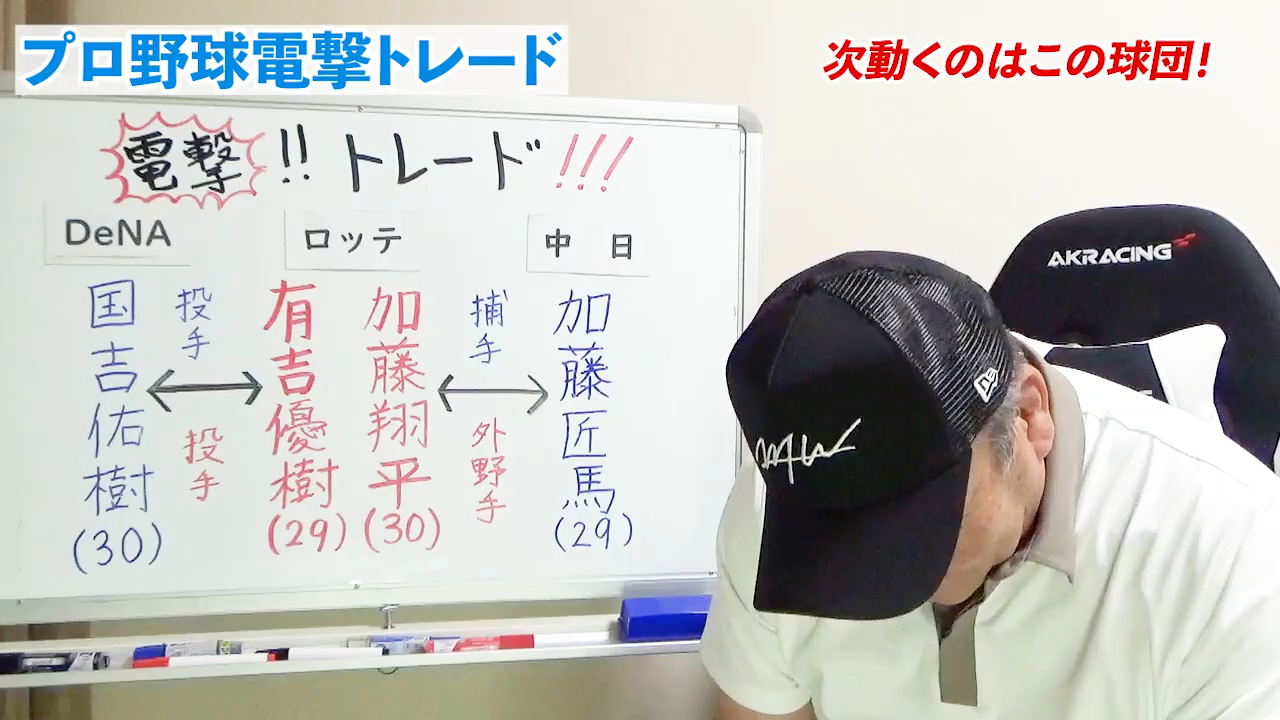 プロ野球電撃トレード
次動くのはこの球団!
電撃!!トレード!!!
DeNA
ロッテ
中 日
国吉佑樹
(30)
投手
投手
有吉優樹
(29)
加藤翔平
(30)
捕手
外野手
加藤匠馬
(29)
AKRACING